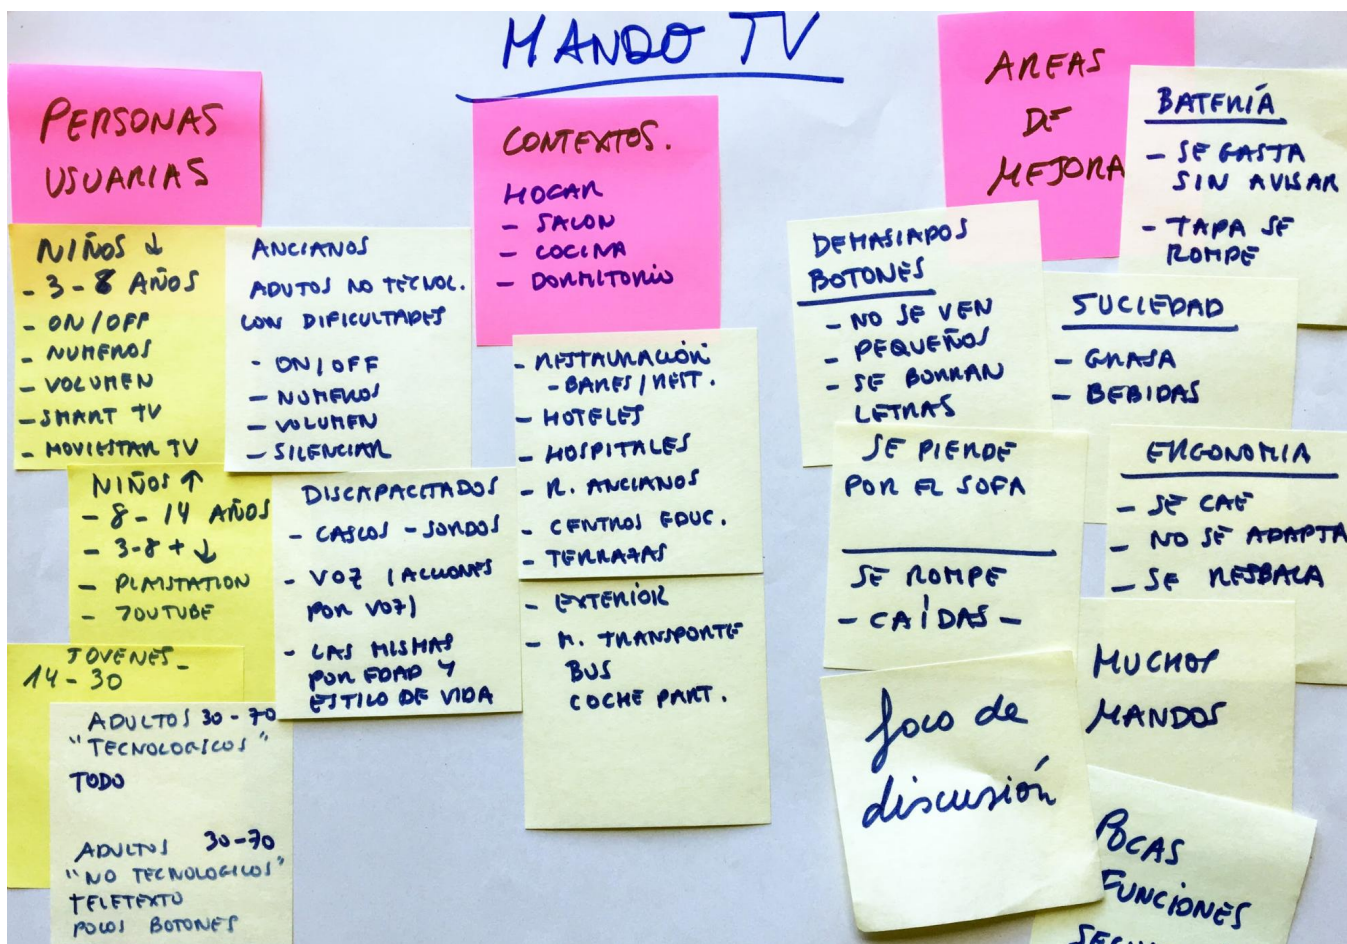 MANDO TV
PERSONAS
USUARIAS
NIÑOS ↓
- 3 - 8 AÑOS
- ON/OFF
- NUMEROS
- VOLUMEN
- SMART TV
- MOVIESTAR TV
NIÑOS ↑
- 8 - 14 AÑOS
- 3-8 + ↓
- PLAISTATION
- YOUTUBE
JOVENES -
14 - 30
ADULTOS 30 - 70
"TECNOLOGICOS"
TODO
ADULTOS 30-70
"NO TECNOLOGICOS"
TELETEXTO
POCOS BOTONES
ANCIANOS
ADUTOS NO TECNOL.
CON DIFICULTADES
- ON/OFF
- NUMEROS
- VOLUMEN
- SILENCIAR
DISCAPACITADOS
- CASCOS - SORDOS
- VOZ (ACCIONES
POR VOZ)
- LAS MISMAS
POR EDAD Y
ESTILO DE VIDA
CONTEXTOS.
HOGAR
- SALON
- COCINA
- DORMITORIO
- RESTAURACIÓN
- BARES/REST.
- HOTELES
- HOSPITALES
- R. ANCIANOS
- CENTROS EDUC.
- TERRAZAS
- EXTERIOR
- M. TRANSPORTE
BUS
COCHE PART.
AREAS
DE
MEJORA
BATERÍA
- SE GASTA
SIN AVISAR
- TAPA SE
ROMPE
DEMASIADOS
BOTONES
- NO SE VEN
- PEQUEÑOS
- SE BORRAN
LETRAS
SUCIEDAD
- GRASA
- BEBIDAS
SE PIERDE
POR EL SOFA
SE ROMPE
- CAÍDAS -
ERGONOMIA
- SE CAE
- NO SE ADAPTA
- SE RESBALA
MUCHOS
MANDOS
foco de
discusión
POCAS
FUNCIONES